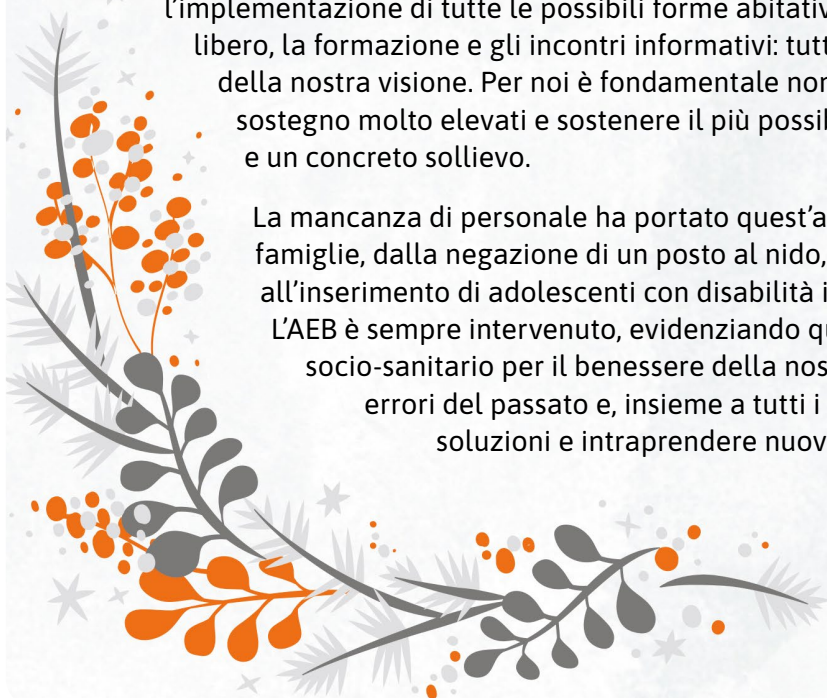 l'implementazione di tutte le possibili forme abitativ
libero, la formazione e gli incontri informativi: tutt
della nostra visione. Per noi è fondamentale nor
sostegno molto elevati e sostenere il più possil
e un concreto sollievo.
La mancanza di personale ha portato quest'a
famiglie, dalla negazione di un posto al nido,
all'inserimento di adolescenti con disabilità i
L'AEB è sempre intervenuto, evidenziando qu
socio-sanitario per il benessere della nos
errori del passato e, insieme a tutti i
soluzioni e intraprendere nuov